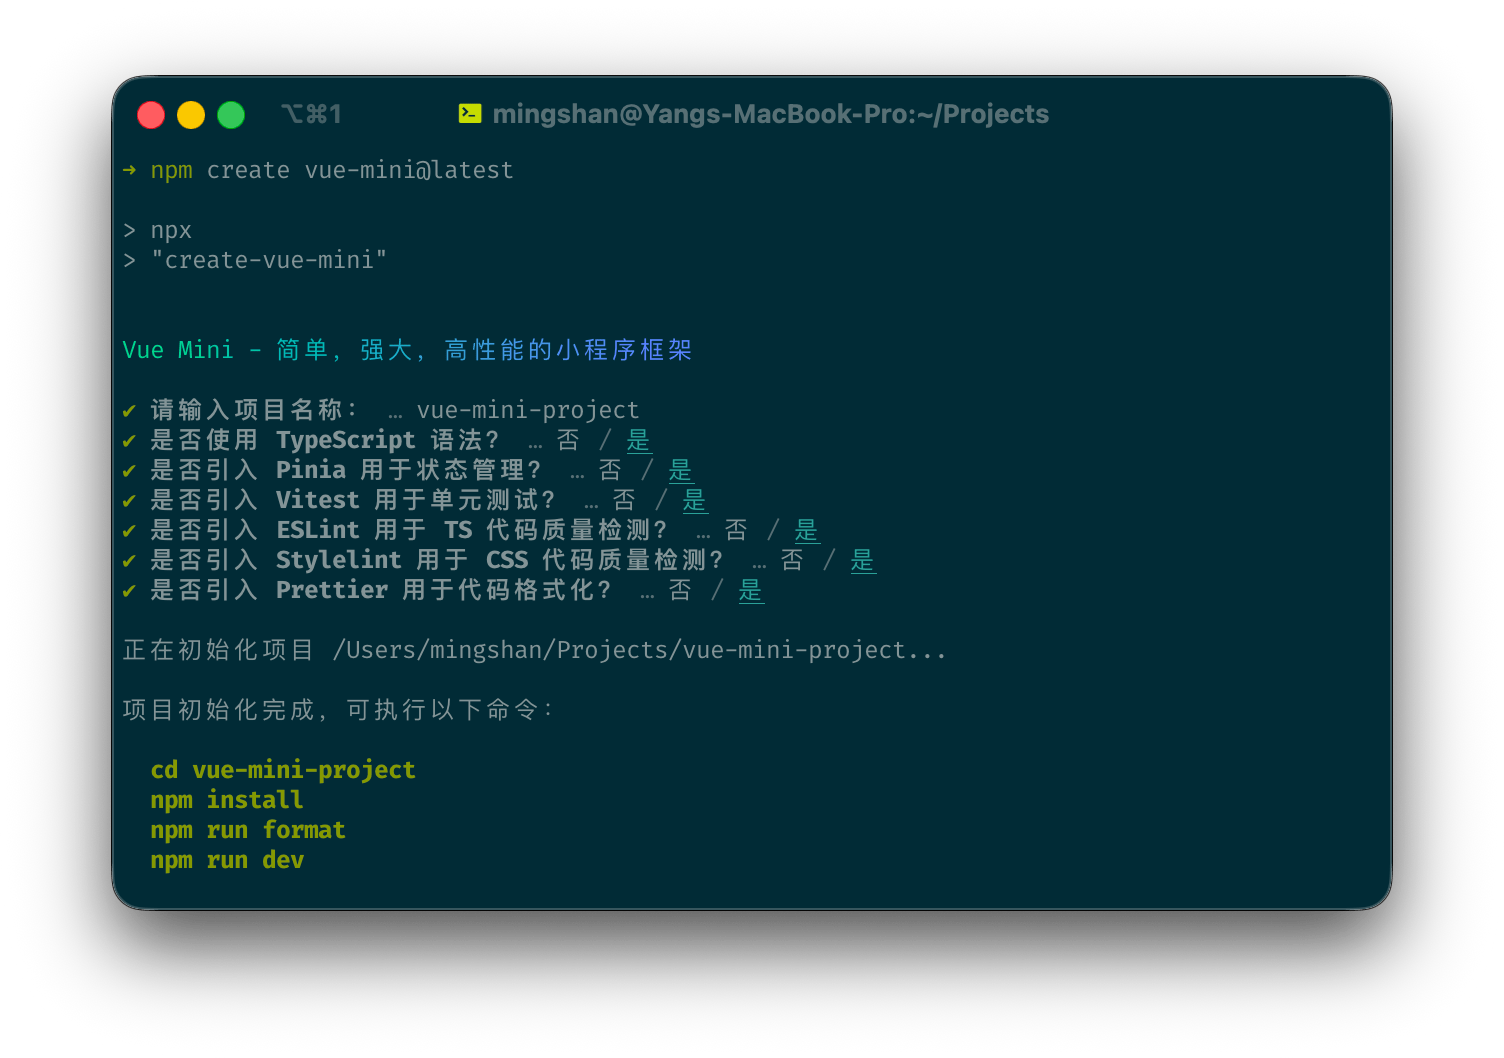 ⌥⌘1
mingshan@Yangs-MacBook-Pro:~/Projects
→ npm create vue-mini@latest
> npx
> "create-vue-mini"
Vue Mini - 简单，强大，高性能的小程序框架
✔ 请输入项目名称： … vue-mini-project
✔ 是否使用 TypeScript 语法？ … 否 / 是
✔ 是否引入 Pinia 用于状态管理？ … 否 / 是
✔ 是否引入 Vitest 用于单元测试？ … 否 / 是
✔ 是否引入 ESLint 用于 TS 代码质量检测？ … 否 / 是
✔ 是否引入 Stylelint 用于 CSS 代码质量检测？ … 否 / 是
✔ 是否引入 Prettier 用于代码格式化？ … 否 / 是
正在初始化项目 /Users/mingshan/Projects/vue-mini-project...
项目初始化完成，可执行以下命令：
cd vue-mini-project
npm install
npm run format
npm run dev